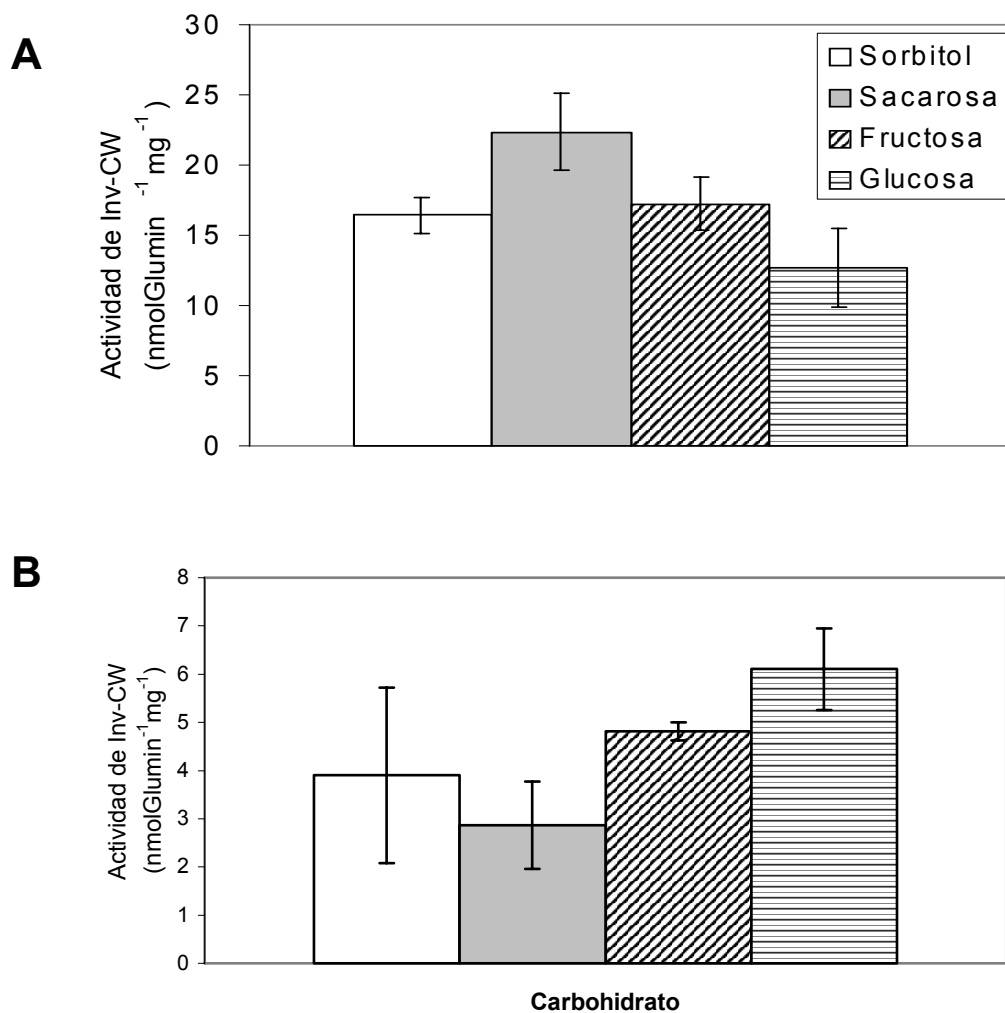 A
30
25
20
15
10
5
0
Actividad de Inv-CW
(nmolGlumin -1 mg -1 )
Sorbitol
Sacarosa
Fructosa
Glucosa
B
8
7
6
5
4
3
2
1
0
Actividad de Inv-CW
(nmolGlumin-1mg-1)
Carbohidrato